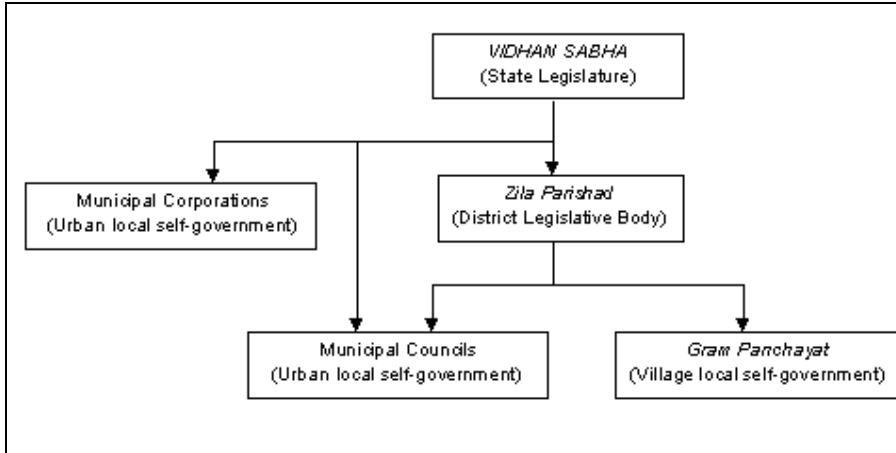 VIDHAN SABHA
(State Legislature)
Municipal Corporations
(Urban local self-government)
Zila Parishad
(District Legislative Body)
Municipal Councils
(Urban local self-government)
Gram Panchayat
(Village local self-government)